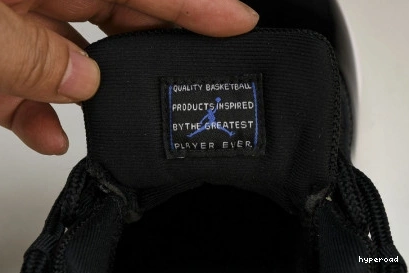 QUALITY BASKETBALL
PRODUCTS INSPIRED
BY THE GREATEST
PLAYER EVER.
hyperoad